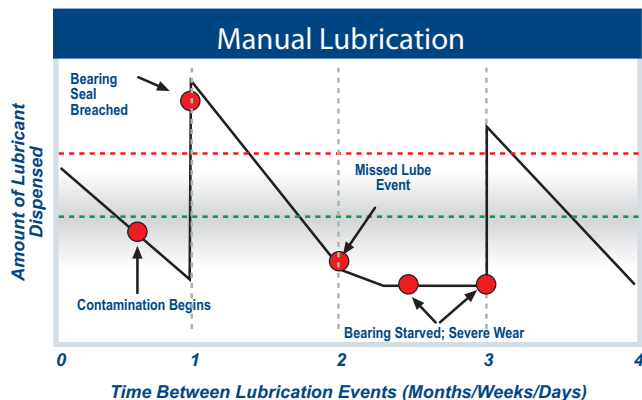 Manual Lubrication
Bearing
Seal
Breached
Missed Lube
Event
Amount of Lubricant
Dispensed
Contamination Begins
Bearing Starved; Severe Wear
0 1 2 3 4
Time Between Lubrication Events (Months/Weeks/Days)